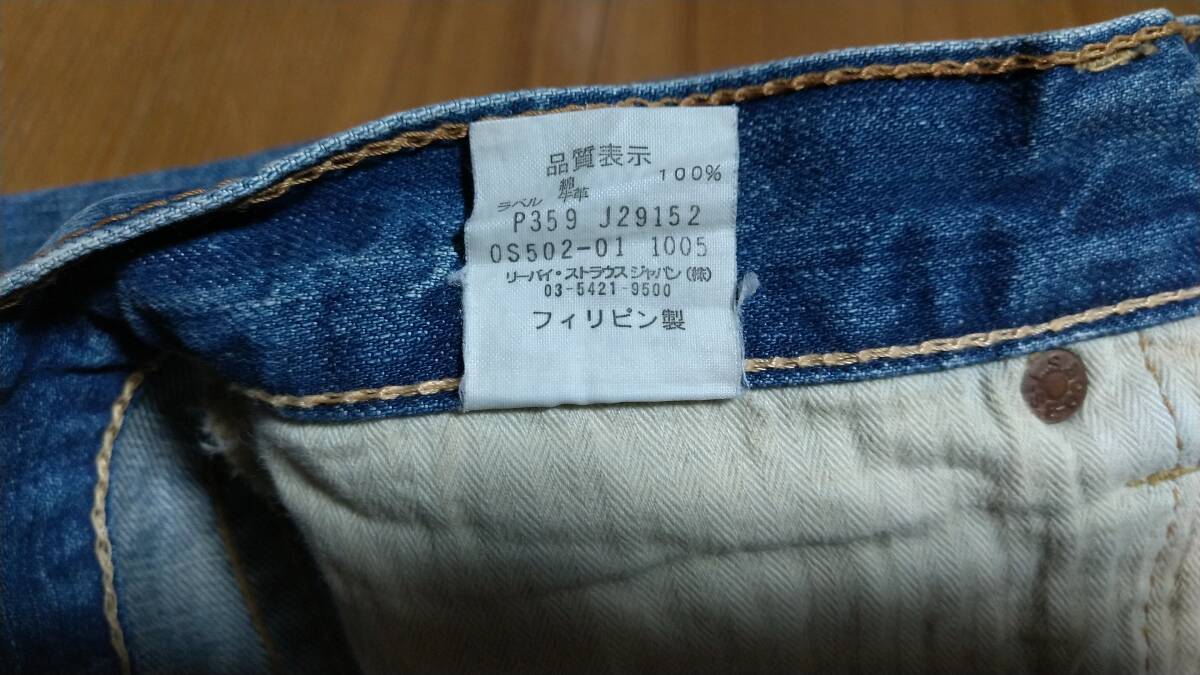 品質表示
綿 100%
ラベル 牛革
P359 J29152
0S502-01 1005
リーバイ・ストラウス ジャパン(株)
03-5421-9500
フィリピン製